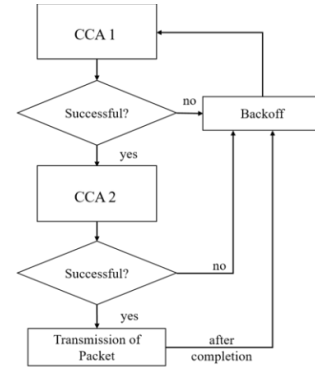 CCA 1
Successful?
no
Backoff
yes
CCA 2
Successful?
no
yes
Transmission of
Packet
after
completion